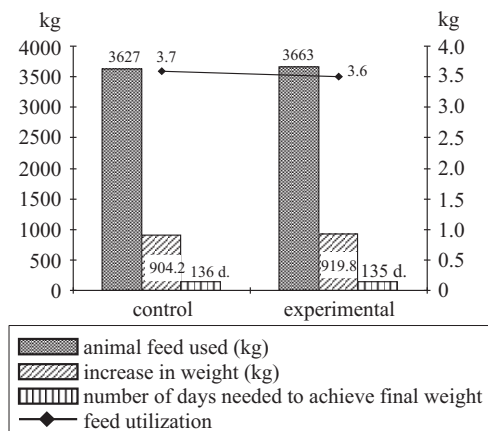 kg kg
3627 3.7 3663 3.6
4000 4.0
3500 3.5
3000 3.0
2500 2.5
2000 2.0
1500 1.5
1000 1.0
500 0.5
0 0
904.2 136 d. 919.8 135 d.
control experimental
animal feed used (kg)
increase in weight (kg)
number of days needed to achieve final weight
feed utilization